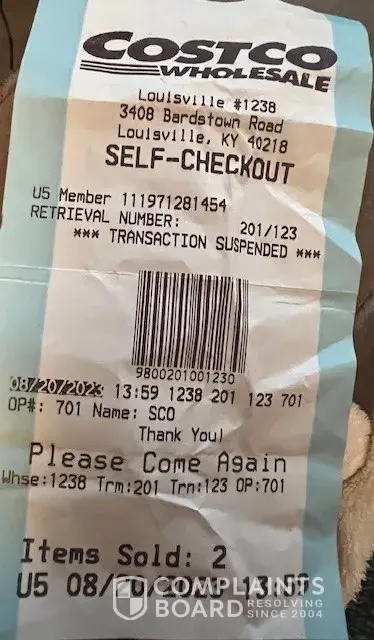 COSTCO
WHOLESALE
Louisville #1238
3408 Bardstown Road
Louisville, KY 40218
SELF-CHECKOUT
U5 Member 111971281454
RETRIEVAL NUMBER: 201/123
*** TRANSACTION SUSPENDED ***
9800201001230
08/20/2023 13:59 1238 201 123 701
OP#: 701 Name: SCO
Thank You!
Please Come Again
Whse:1238 Trm:201 Trn:123 OP:701
Items Sold: 2
U5 08/
COMPLAINTS
BOARD RESOLVING
SINCE 2004